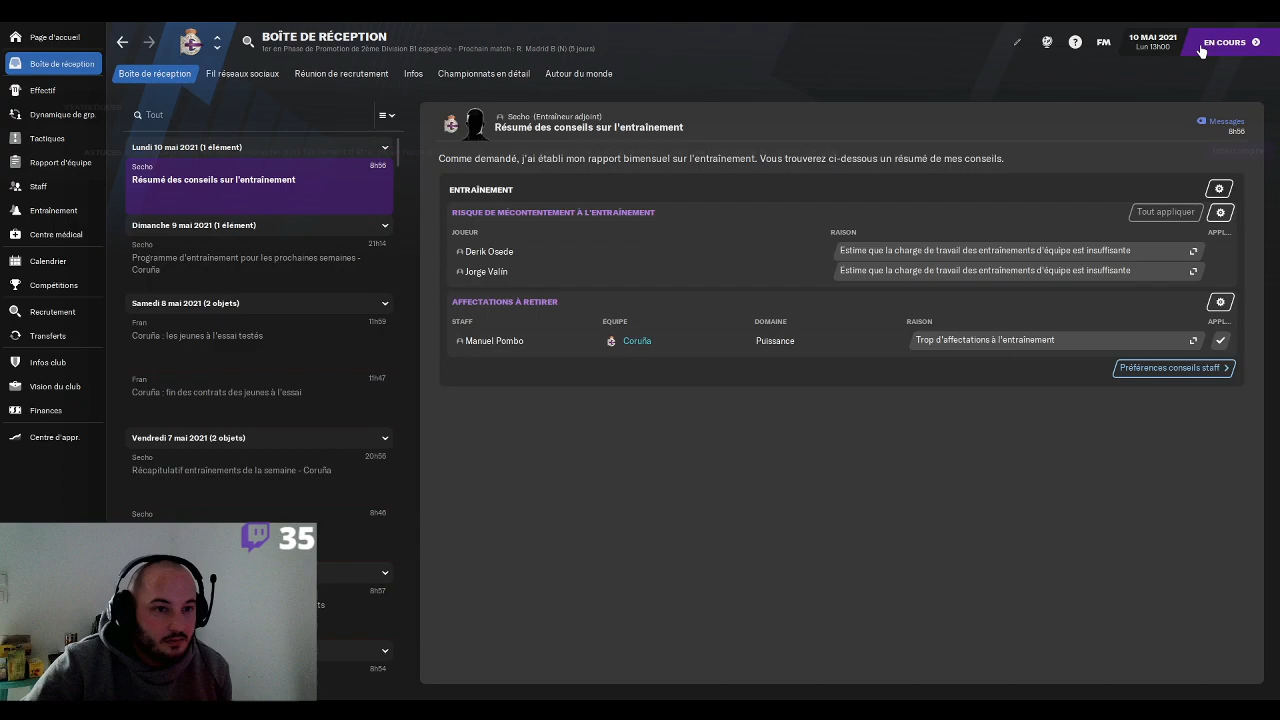 Page d'accueil
Boîte de réception
Effectif
Dynamique de grp.
Tactiques
Rapport d'équipe
Staff
Entraînement
Centre médical
Calendrier
Compétitions
Recrutement
Transferts
Infos club
Vision du club
Finances
Centre d'appr.
BOÎTE DE RÉCEPTION
1er en Phase de Promotion de 2ème Division B1 espagnole - Prochain match : R. Madrid B (N) (5 jours)
FM
10 MAI 2021
Lun 13h00
EN COURS
Boîte de réception
Fil réseaux sociaux
Réunion de recrutement
Infos
Championnats en détail
Autour du monde
Tout
Lundi 10 mai 2021 (1 élément)
Secho 8h56
Résumé des conseils sur l'entraînement
Dimanche 9 mai 2021 (1 élément)
Secho 21h14
Programme d'entraînement pour les prochaines semaines -
Coruña
Samedi 8 mai 2021 (2 objets)
Fran 11h59
Coruña : les jeunes à l'essai testés
Fran 11h47
Coruña : fin des contrats des jeunes à l'essai
Vendredi 7 mai 2021 (2 objets)
Secho 20h56
Récapitulatif entraînements de la semaine - Coruña
Secho 8h46
8h57
ts
8h54
35
Secho (Entraîneur adjoint)
Résumé des conseils sur l'entraînement
Messages
8h56
Comme demandé, j'ai établi mon rapport bimensuel sur l'entraînement. Vous trouverez ci-dessous un résumé de mes conseils.
ENTRAÎNEMENT
RISQUE DE MÉCONTENTEMENT À L'ENTRAÎNEMENT
Tout appliquer
JOUEUR RAISON APPL...
Derik Osede Estime que la charge de travail des entraînements d'équipe est insuffisante
Jorge Valín Estime que la charge de travail des entraînements d'équipe est insuffisante
AFFECTATIONS À RETIRER
STAFF ÉQUIPE DOMAINE RAISON APPL...
Manuel Pombo Coruña Puissance Trop d'affectations à l'entraînement
Préférences conseils staff